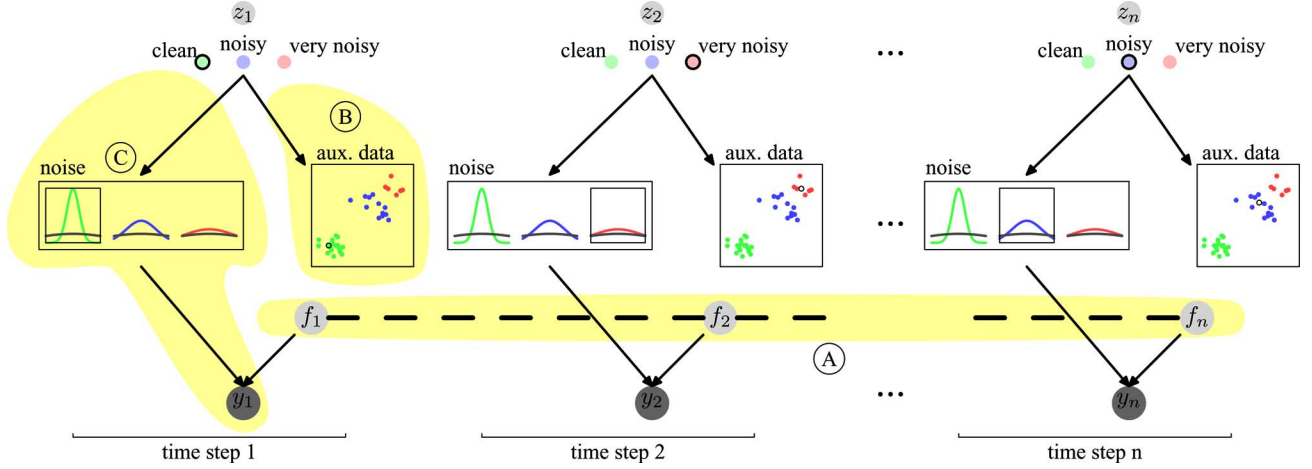 z1 z2 zn
clean noisy very noisy clean noisy very noisy ... clean noisy very noisy
B
C
noise aux. data noise aux. data noise aux. data
...
f1 f2 fn
A
y1 y2 ... yn
time step 1 time step 2 time step n